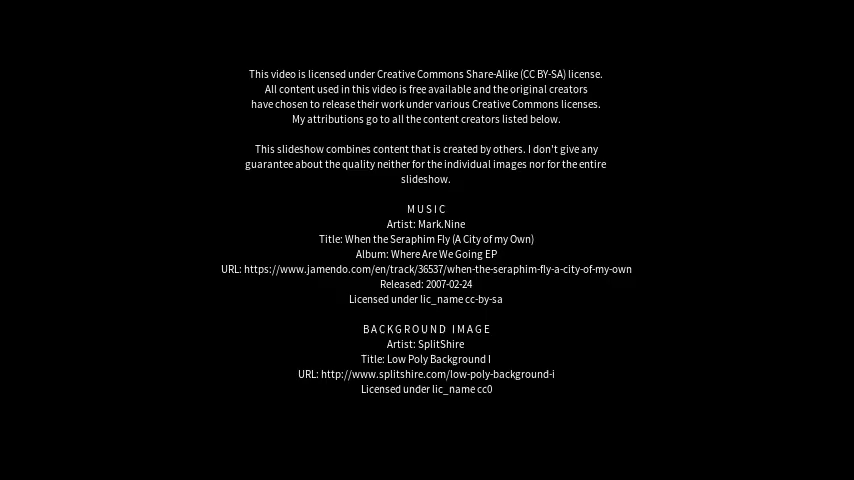 This video is licensed under Creative Commons Share-Alike (CC BY-SA) license.
All content used in this video is free available and the original creators
have chosen to release their work under various Creative Commons licenses.
My attributions go to all the content creators listed below.
This slideshow combines content that is created by others. I don't give any
guarantee about the quality neither for the individual images nor for the entire
slideshow.
MUSIC
Artist: Mark.Nine
Title: When the Seraphim Fly (A City of my Own)
Album: Where Are We Going EP
URL: https://www.jamendo.com/en/track/36537/when-the-seraphim-fly-a-city-of-my-own
Released: 2007-02-24
Licensed under lic_name cc-by-sa
BACKGROUND IMAGE
Artist: SplitShire
Title: Low Poly Background I
URL: http://www.splitshire.com/low-poly-background-i
Licensed under lic_name cc0